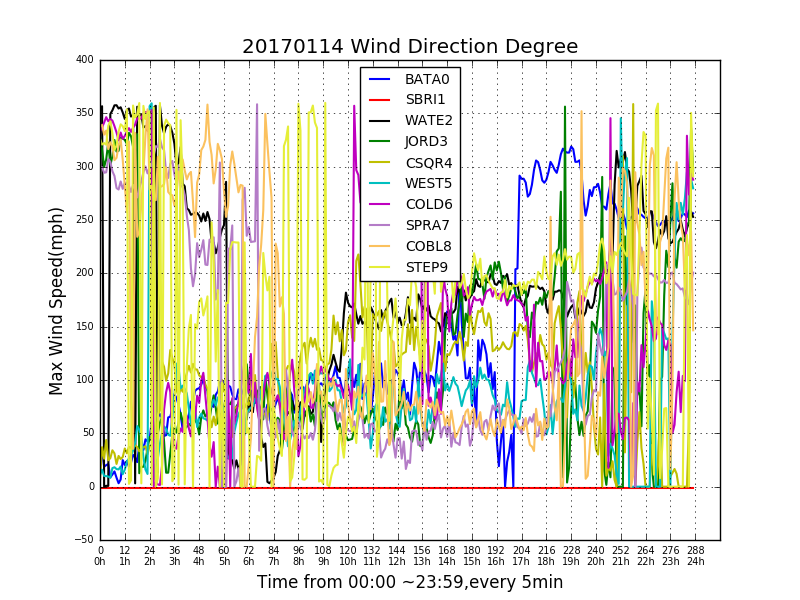 20170114 Wind Direction Degree
400
350
300
250
200
150
100
50
0
−50
Max Wind Speed(mph)
BATA0
SBRI1
WATE2
JORD3
CSQR4
WEST5
COLD6
SPRA7
COBL8
STEP9
0 12 24 36 48 60 72 84 96 108 120 132 144 156 168 180 192 204 216 228 240 252 264 276 288
0h 1h 2h 3h 4h 5h 6h 7h 8h 9h 10h 11h 12h 13h 14h 15h 16h 17h 18h 19h 20h 21h 22h 23h 24h
Time from 00:00 ~23:59,every 5min